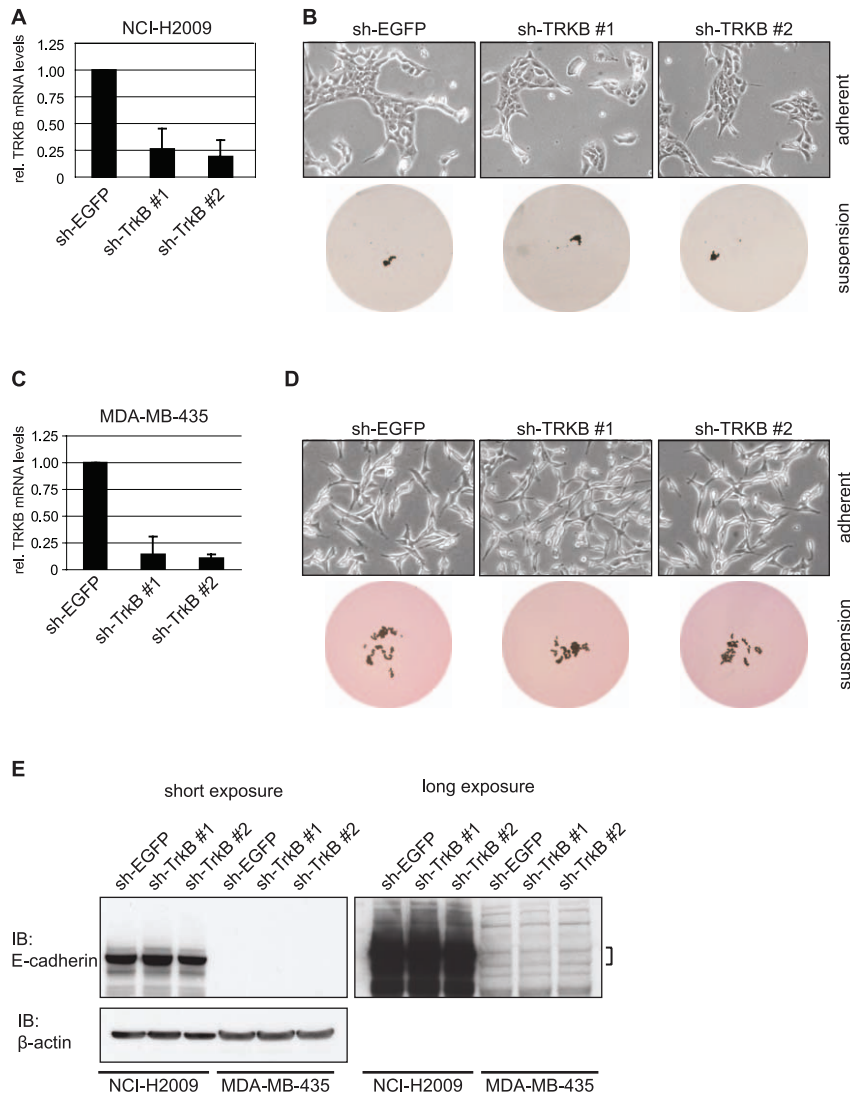 A
NCI-H2009
rel. TRKB mRNA levels
1.25
1.00
0.75
0.50
0.25
0
sh-EGFP
sh-TrkB #1
sh-TrkB #2
B
sh-EGFP
sh-TRKB #1
sh-TRKB #2
adherent
suspension
C
MDA-MB-435
rel. TRKB mRNA levels
1.25
1.00
0.75
0.50
0.25
0
sh-EGFP
sh-TrkB #1
sh-TrkB #2
D
sh-EGFP
sh-TRKB #1
sh-TRKB #2
adherent
suspension
E
short exposure
long exposure
sh-EGFP
sh-TrkB #1
sh-TrkB #2
sh-EGFP
sh-TrkB #1
sh-TrkB #2
sh-EGFP
sh-TrkB #1
sh-TrkB #2
sh-EGFP
sh-TrkB #1
sh-TrkB #2
IB:
E-cadherin
IB:
β-actin
NCI-H2009
MDA-MB-435
NCI-H2009
MDA-MB-435